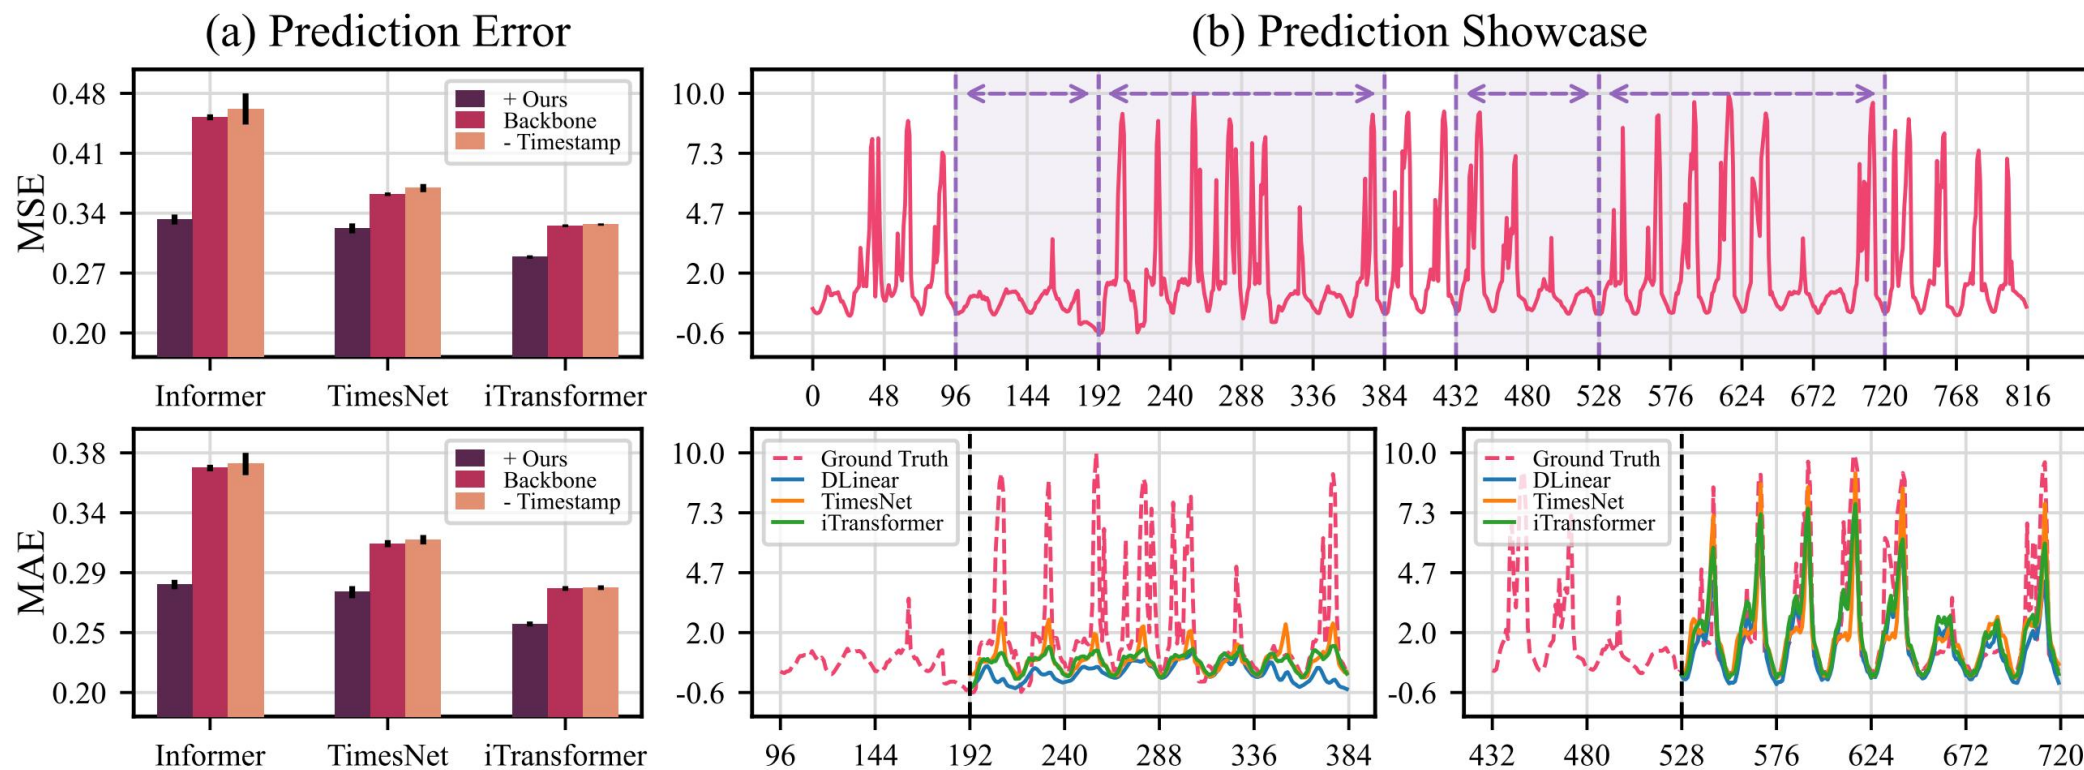 (a) Prediction Error
MSE
0.48
0.41
0.34
0.27
0.20
+ Ours
Backbone
- Timestamp
Informer TimesNet iTransformer
MAE
0.38
0.34
0.29
0.25
0.20
+ Ours
Backbone
- Timestamp
Informer TimesNet iTransformer
(b) Prediction Showcase
10.0
7.3
4.7
2.0
-0.6
0 48 96 144 192 240 288 336 384 432 480 528 576 624 672 720 768 816
10.0
7.3
4.7
2.0
-0.6
Ground Truth
DLinear
TimesNet
iTransformer
96 144 192 240 288 336 384
10.0
7.3
4.7
2.0
-0.6
Ground Truth
DLinear
TimesNet
iTransformer
432 480 528 576 624 672 720